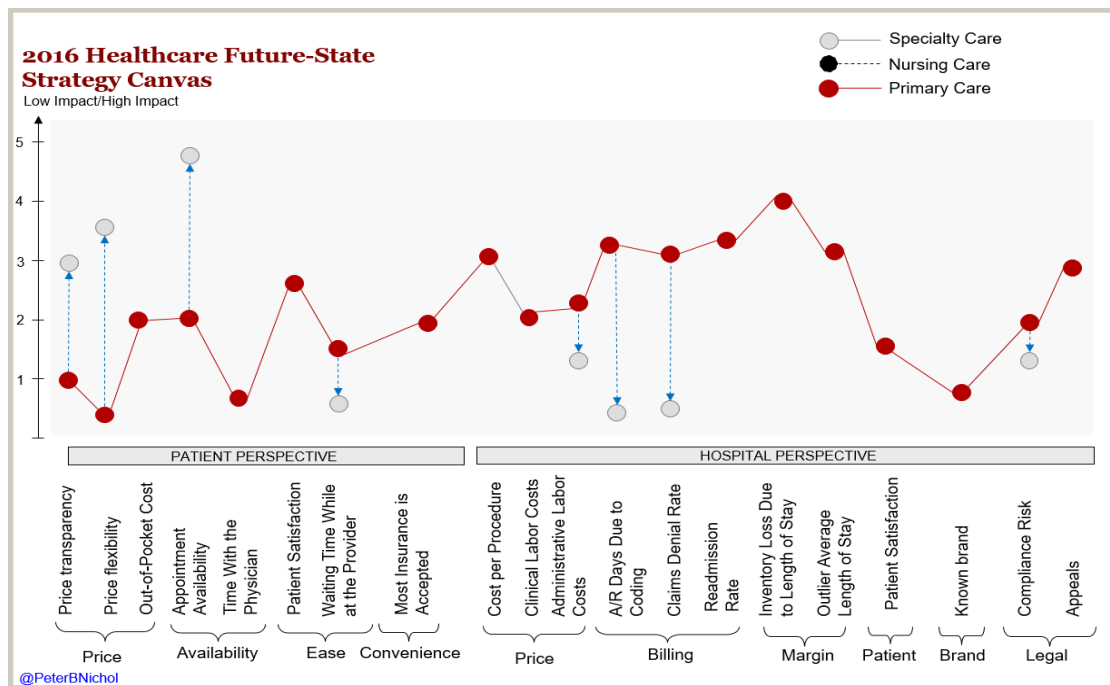 2016 Healthcare Future-State
Strategy Canvas
Low Impact/High Impact
Specialty Care
Nursing Care
Primary Care
5
4
3
2
1
PATIENT PERSPECTIVE
HOSPITAL PERSPECTIVE
Price transparency
Price flexibility
Out-of-Pocket Cost
Appointment
Availability
Time With the
Physician
Patient Satisfaction
Waiting Time While
at the Provider
Most Insurance is
Accepted
Cost per Procedure
Clinical Labor Costs
Administrative Labor
Costs
A/R Days Due to
Coding
Claims Denial Rate
Readmission
Rate
Inventory Loss Due
to Length of Stay
Outlier Average
Length of Stay
Patient Satisfaction
Known brand
Compliance Risk
Appeals
Price
Availability
Ease
Convenience
Price
Billing
Margin
Patient
Brand
Legal
@PeterBNichol